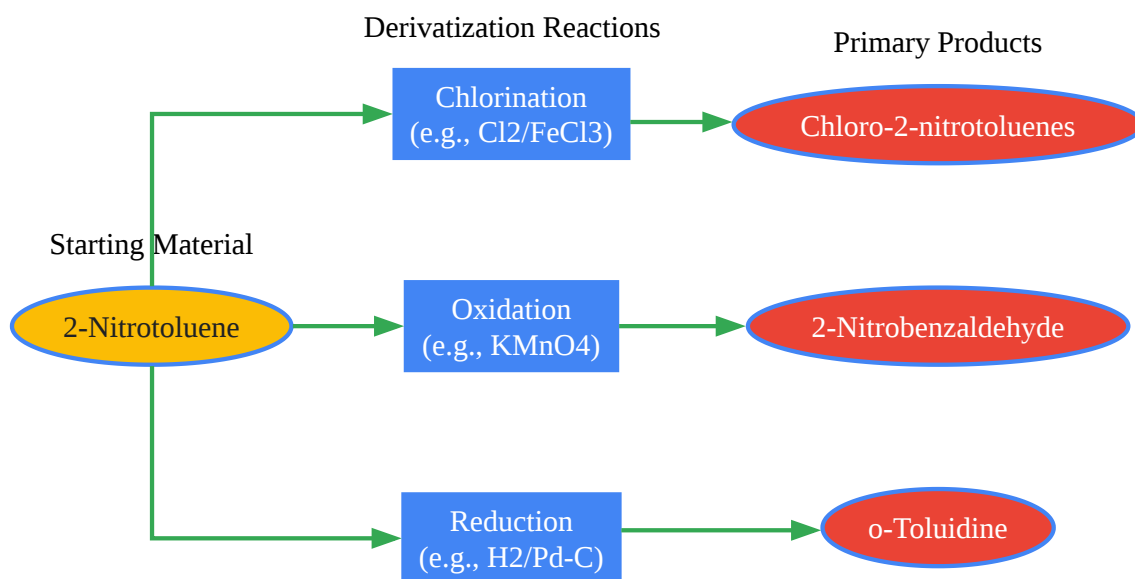 Derivatization Reactions
Primary Products
Chlorination
(e.g., Cl2/FeCl3)
Chloro-2-nitrotoluenes
Starting Material
2-Nitrotoluene
Oxidation
(e.g., KMnO4)
2-Nitrobenzaldehyde
Reduction
(e.g., H2/Pd-C)
o-Toluidine